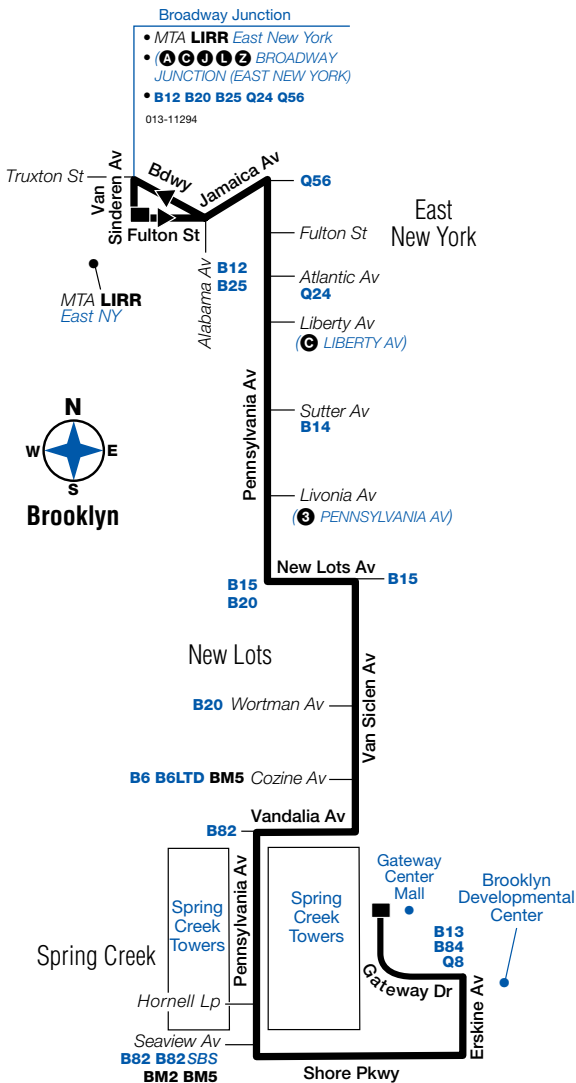 Broadway Junction
• MTA LIRR East New York
• (A C J L Z BROADWAY
JUNCTION (EAST NEW YORK)
• B12 B20 B25 Q24 Q56
013-11294
Truxton St
Van
Sinderen Av
Bdwy
Jamaica Av
Fulton St
Q56
East
New York
Fulton St
Alabama Av
B12
B25
Atlantic Av
Q24
MTA LIRR
East NY
Liberty Av
(C LIBERTY AV)
Pennsylvania Av
Sutter Av
B14
N
W
E
S
Brooklyn
Livonia Av
(3 PENNSYLVANIA AV)
New Lots Av
B15
B15
B20
New Lots
Van Siclen Av
B20 Wortman Av
B6 B6LTD BM5 Cozine Av
Vandalia Av
B82
Pennsylvania Av
Spring
Creek
Towers
Spring
Creek
Towers
Gateway
Center
Mall
Brooklyn
Developmental
Center
B13
B84
Q8
Spring Creek
Gateway Dr
Erskine Av
Hornell Lp
Seaview Av
B82 B82SBS
BM2 BM5
Shore Pkwy